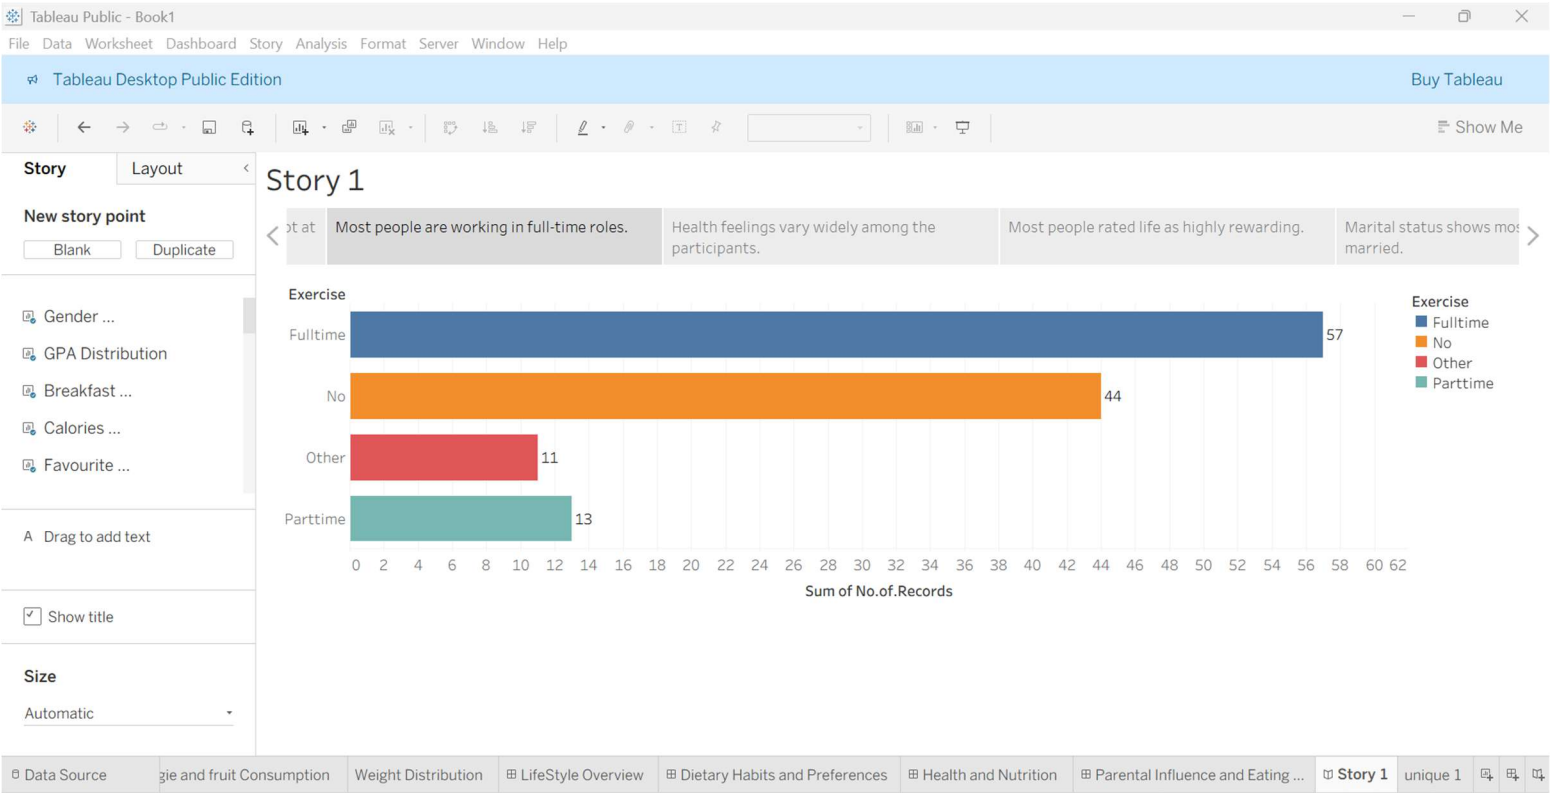 Tableau Public - Book1
File Data Worksheet Dashboard Story Analysis Format Server Window Help
Tableau Desktop Public Edition
Buy Tableau
Show Me
Story
Layout
New story point
Blank
Duplicate
Gender ...
GPA Distribution
Breakfast ...
Calories ...
Favourite ...
A Drag to add text
Show title
Size
Automatic
Story 1
ot at
Most people are working in full-time roles.
Health feelings vary widely among the
participants.
Most people rated life as highly rewarding.
Marital status shows mos
married.
Exercise
Fulltime
57
No
44
Other
11
Parttime
13
0 2 4 6 8 10 12 14 16 18 20 22 24 26 28 30 32 34 36 38 40 42 44 46 48 50 52 54 56 58 60 62
Sum of No.of.Records
Exercise
Fulltime
No
Other
Parttime
Data Source
gie and fruit Consumption
Weight Distribution
LifeStyle Overview
Dietary Habits and Preferences
Health and Nutrition
Parental Influence and Eating ...
Story 1
unique 1